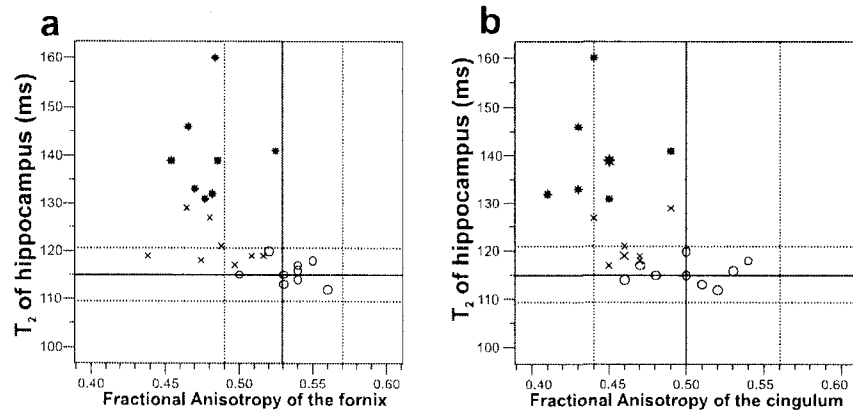 a
T2 of hippocampus (ms)
160
150
140
130
120
110
100
0.40 0.45 0.50 0.55 0.60
Fractional Anisotropy of the fornix
b
T2 of hippocampus (ms)
160
150
140
130
120
110
100
0.40 0.45 0.50 0.55 0.60
Fractional Anisotropy of the cingulum